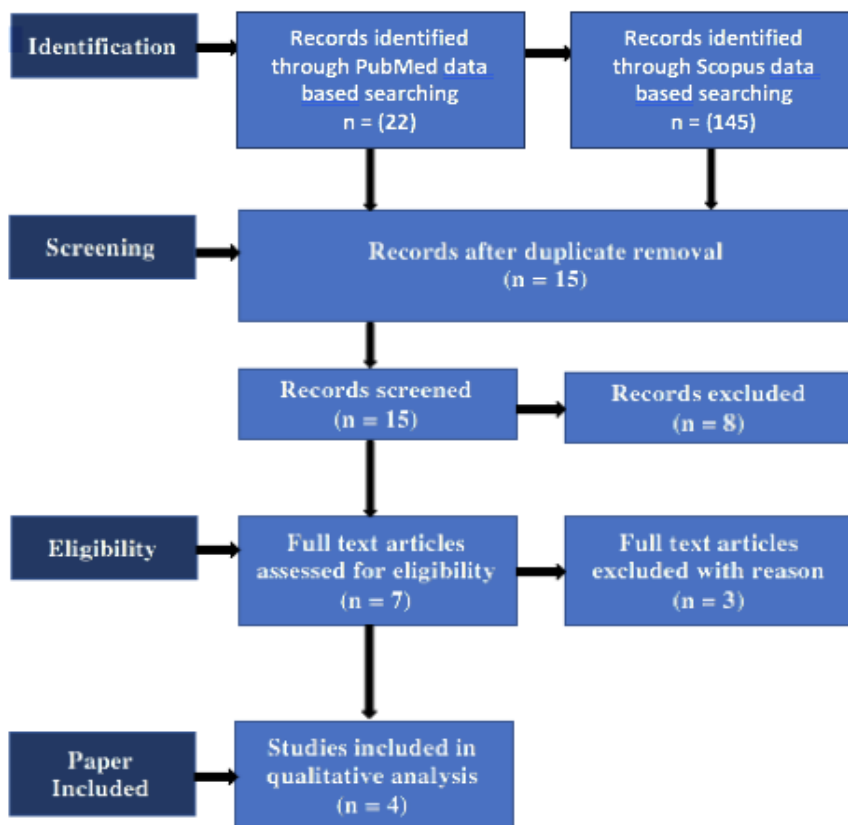 Identification
Records identified
through PubMed data
based searching
n = (22)
Records identified
through Scopus data
based searching
n = (145)
Screening
Records after duplicate removal
(n = 15)
Records screened
(n = 15)
Records excluded
(n = 8)
Eligibility
Full text articles
assessed for eligibility
(n = 7)
Full text articles
excluded with reason
(n = 3)
Paper
Included
Studies included in
qualitative analysis
(n = 4)